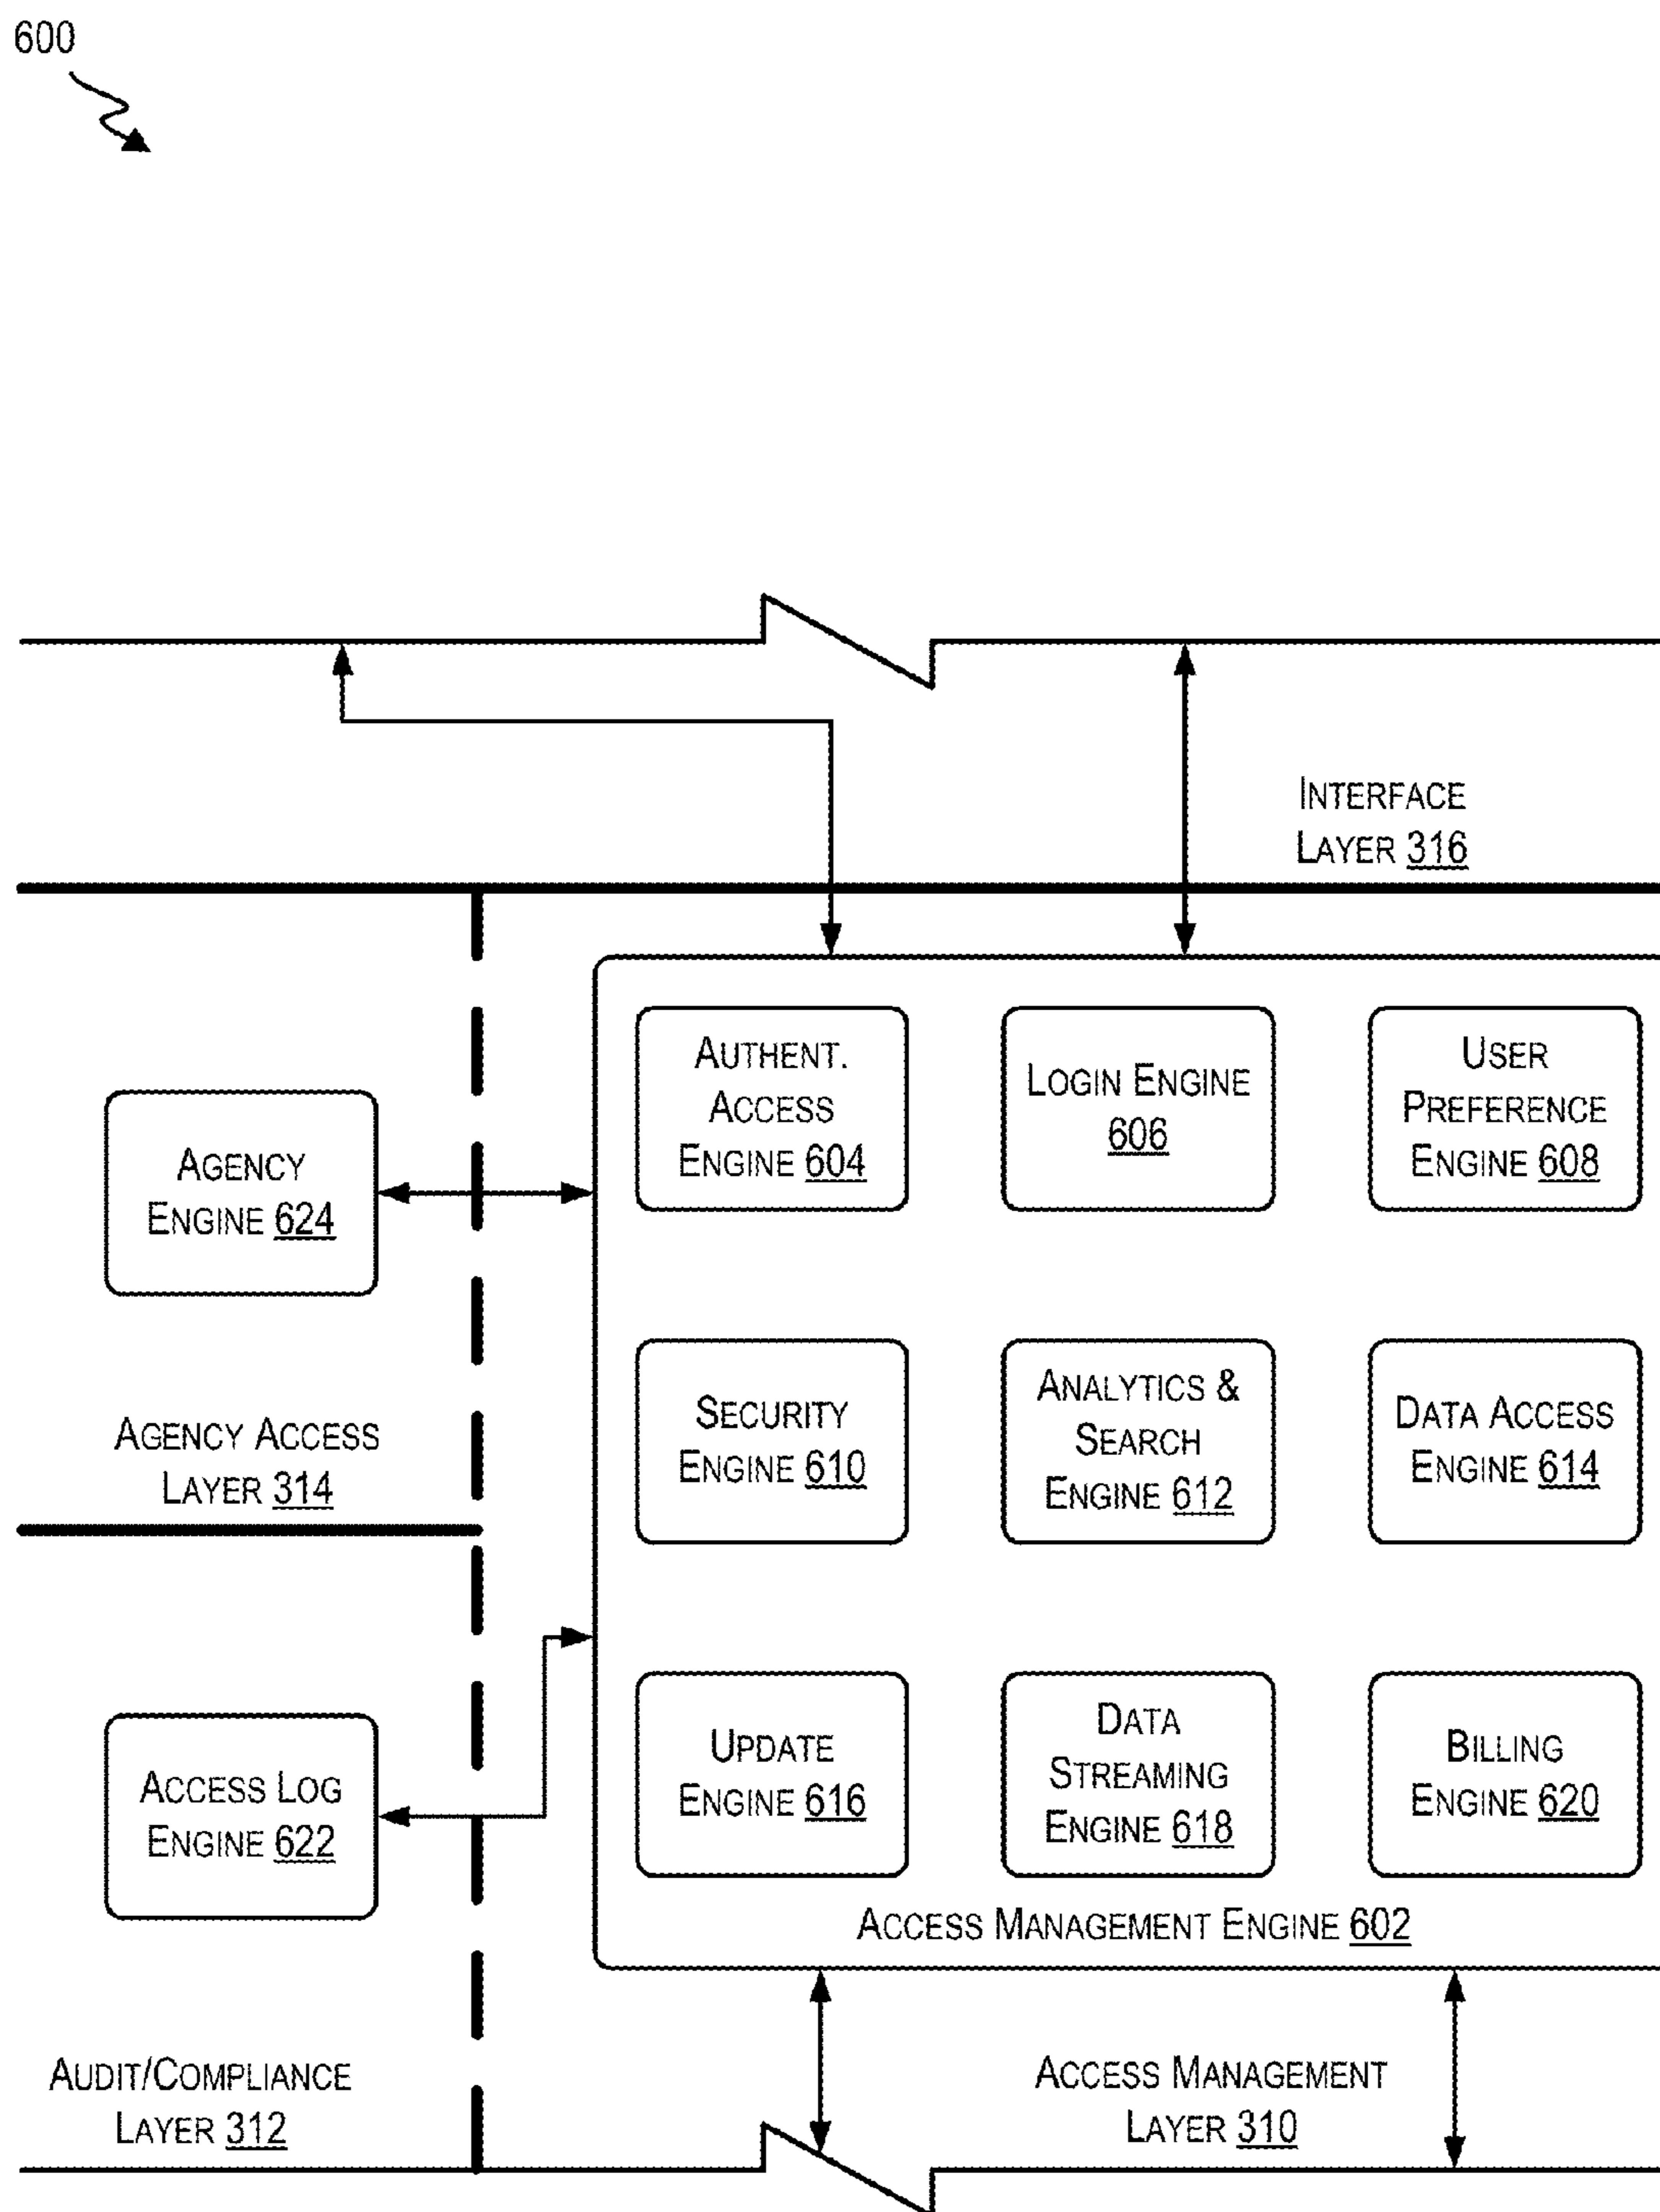 600
INTERFACE
LAYER 316
AUTHENT.
ACCESS
ENGINE 604
LOGIN ENGINE
606
USER
PREFERENCE
ENGINE 608
AGENCY
ENGINE 624
SECURITY
ENGINE 610
ANALYTICS &
SEARCH
ENGINE 612
DATA ACCESS
ENGINE 614
AGENCY ACCESS
LAYER 314
UPDATE
ENGINE 616
DATA
STREAMING
ENGINE 618
BILLING
ENGINE 620
ACCESS LOG
ENGINE 622
ACCESS MANAGEMENT ENGINE 602
AUDIT/COMPLIANCE
LAYER 312
ACCESS MANAGEMENT
LAYER 310